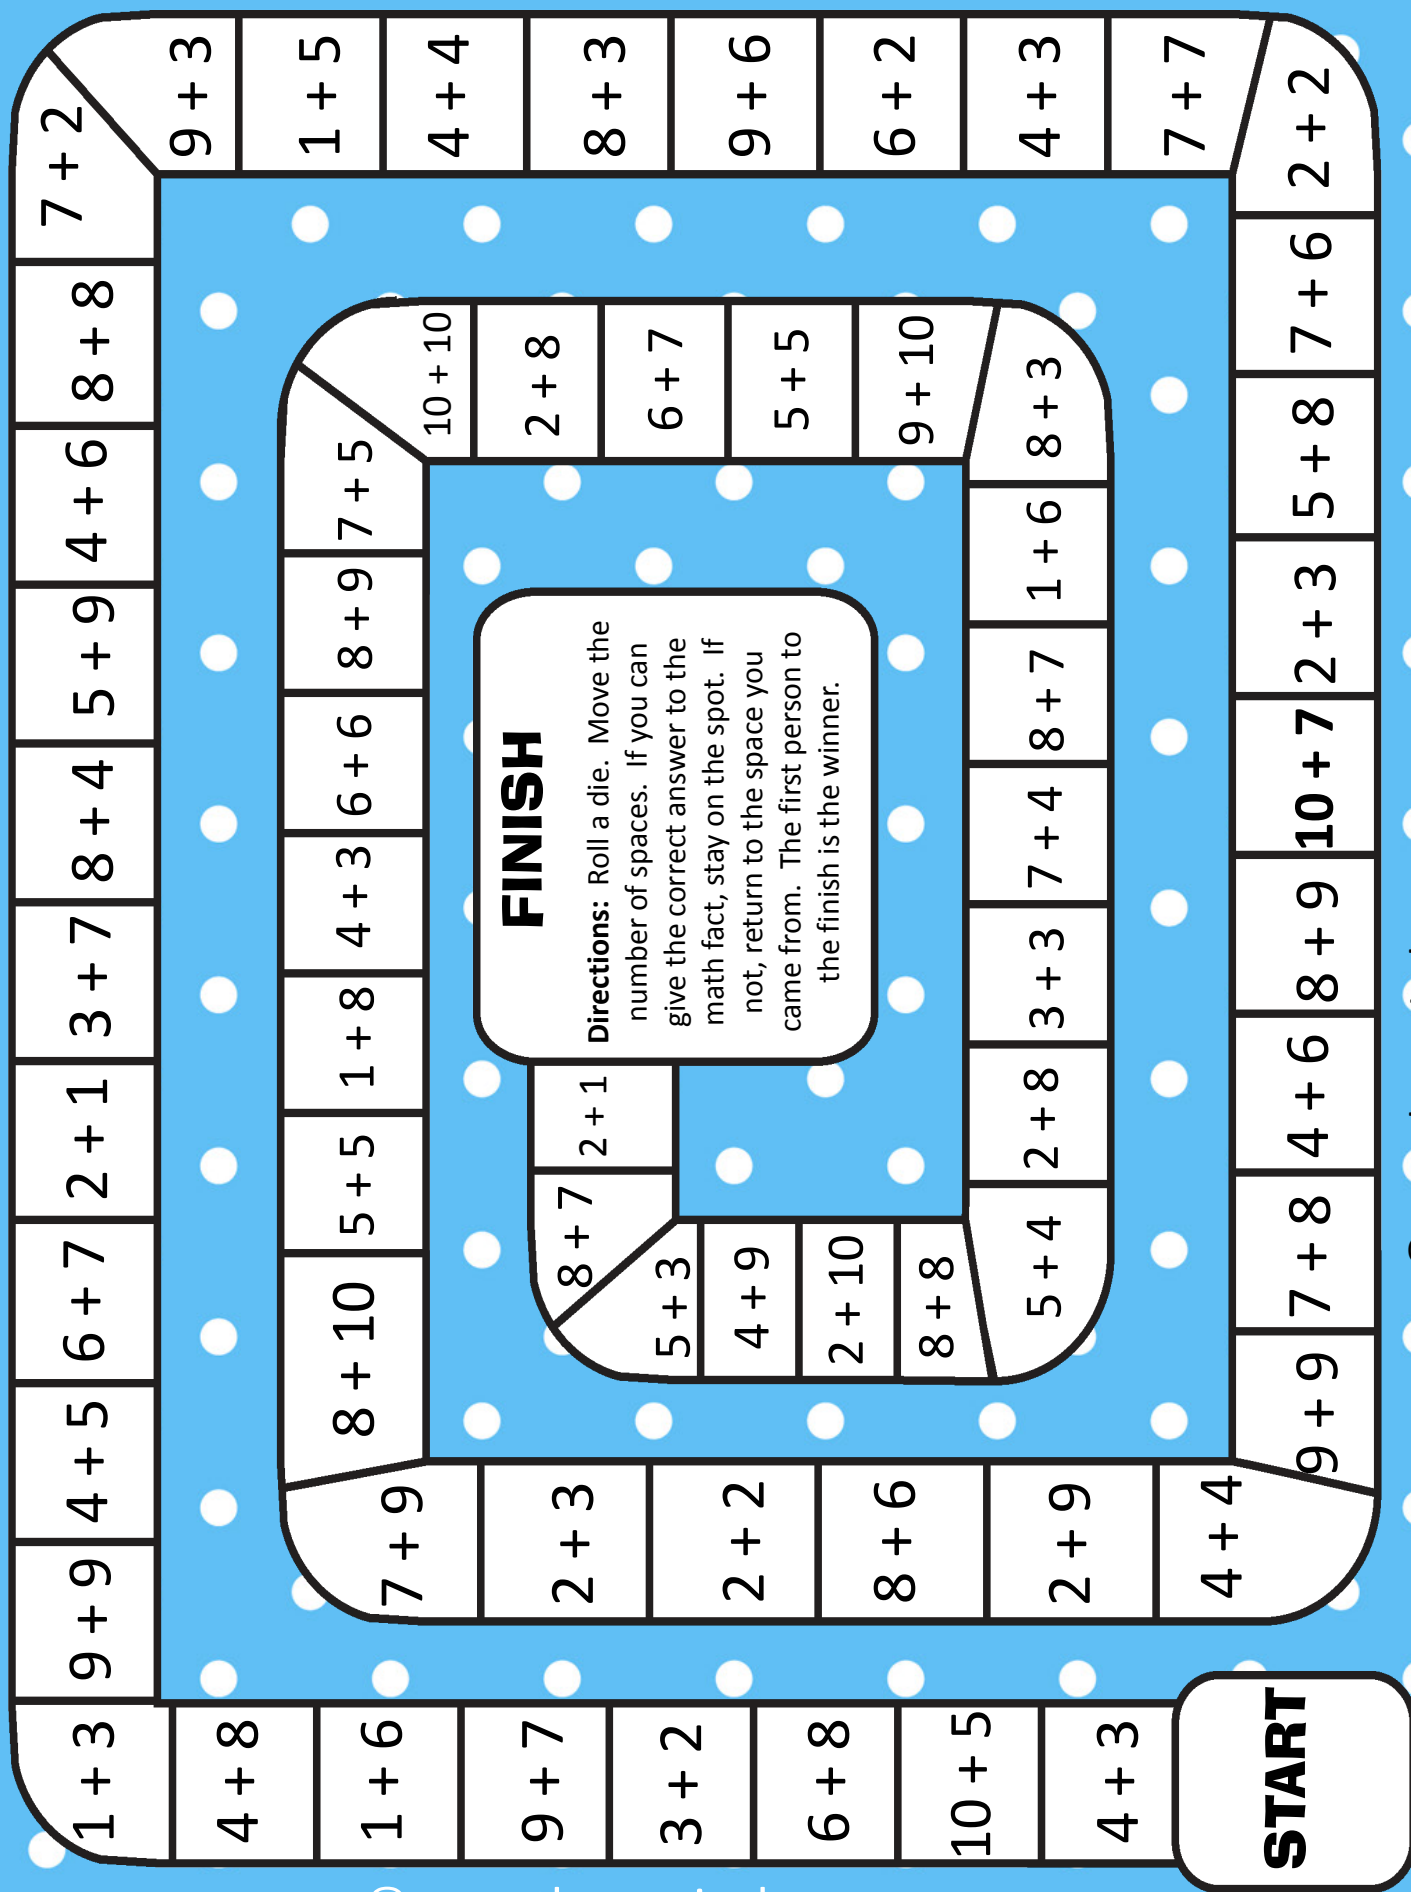 START
4 + 3
10 + 5
6 + 8
3 + 2
9 + 7
1 + 6
4 + 8
1 + 3
9 + 9
4 + 5
6 + 7
2 + 1
3 + 7
8 + 4
5 + 9
4 + 6
8 + 8
7 + 2
9 + 3
1 + 5
4 + 4
8 + 3
9 + 6
6 + 2
4 + 3
7 + 7
2 + 2
7 + 6
5 + 8
2 + 3
10 + 7
8 + 9
4 + 6
7 + 8
9 + 9
4 + 4
2 + 9
8 + 6
2 + 2
2 + 3
7 + 9
8 + 10
5 + 5
1 + 8
4 + 3
6 + 6
8 + 9
7 + 5
10 + 10
2 + 8
6 + 7
5 + 5
9 + 10
8 + 3
1 + 6
8 + 7
7 + 4
3 + 3
2 + 8
5 + 4
8 + 8
2 + 10
4 + 9
5 + 3
8 + 7
2 + 1
FINISH
Directions: Roll a die. Move the
number of spaces. If you can
give the correct answer to the
math fact, stay on the spot. If
not, return to the space you
came from. The first person to
the finish is the winner.